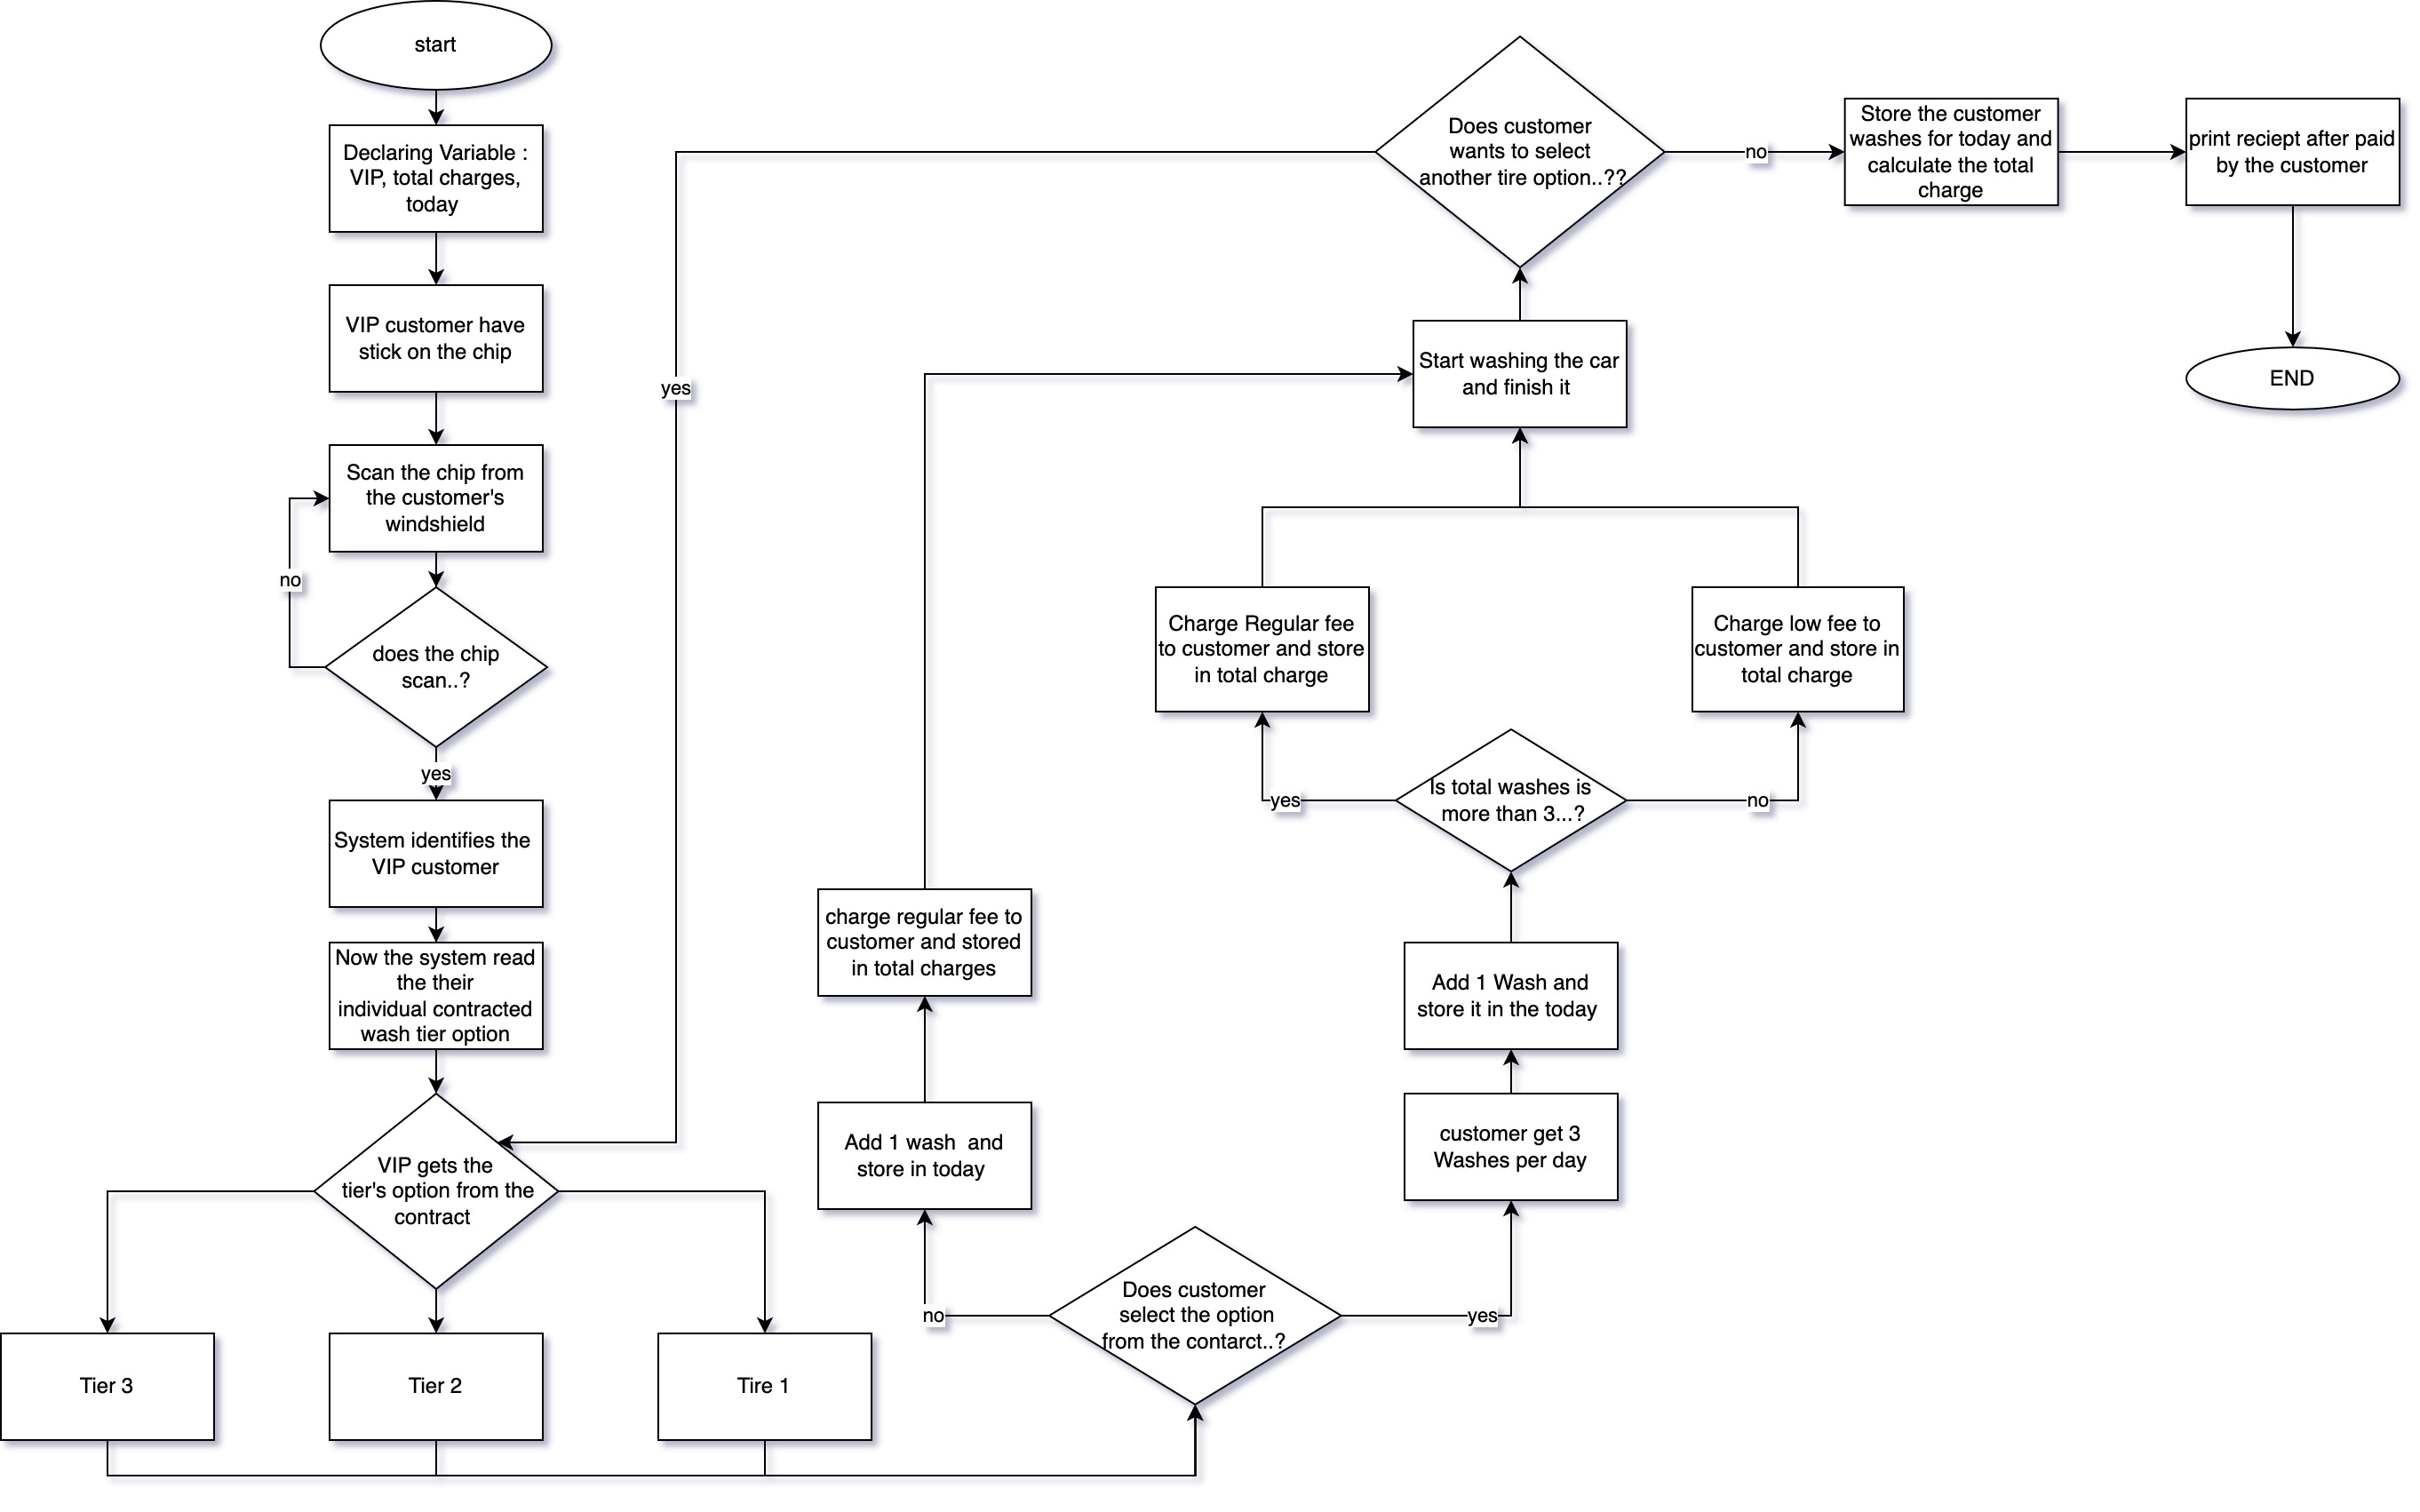 start
Declaring Variable :
VIP, total charges,
today
VIP customer have
stick on the chip
Scan the chip from
the customer's
windshield
no
does the chip
scan..?
yes
System identifies the
VIP customer
Now the system read
the their
individual contracted
wash tier option
VIP gets the
tier's option from the
contract
Tier 3
Tier 2
Tire 1
Does customer
select the option
from the contarct..?
no
yes
Add 1 wash  and
store in today
charge regular fee to
customer and stored
in total charges
customer get 3
Washes per day
Add 1 Wash and
store it in the today
Is total washes is
more than 3...?
yes
no
Charge Regular fee
to customer and store
in total charge
Charge low fee to
customer and store in
total charge
Start washing the car
and finish it
Does customer
wants to select
another tire option..??
yes
no
Store the customer
washes for today and
calculate the total
charge
print reciept after paid
by the customer
END